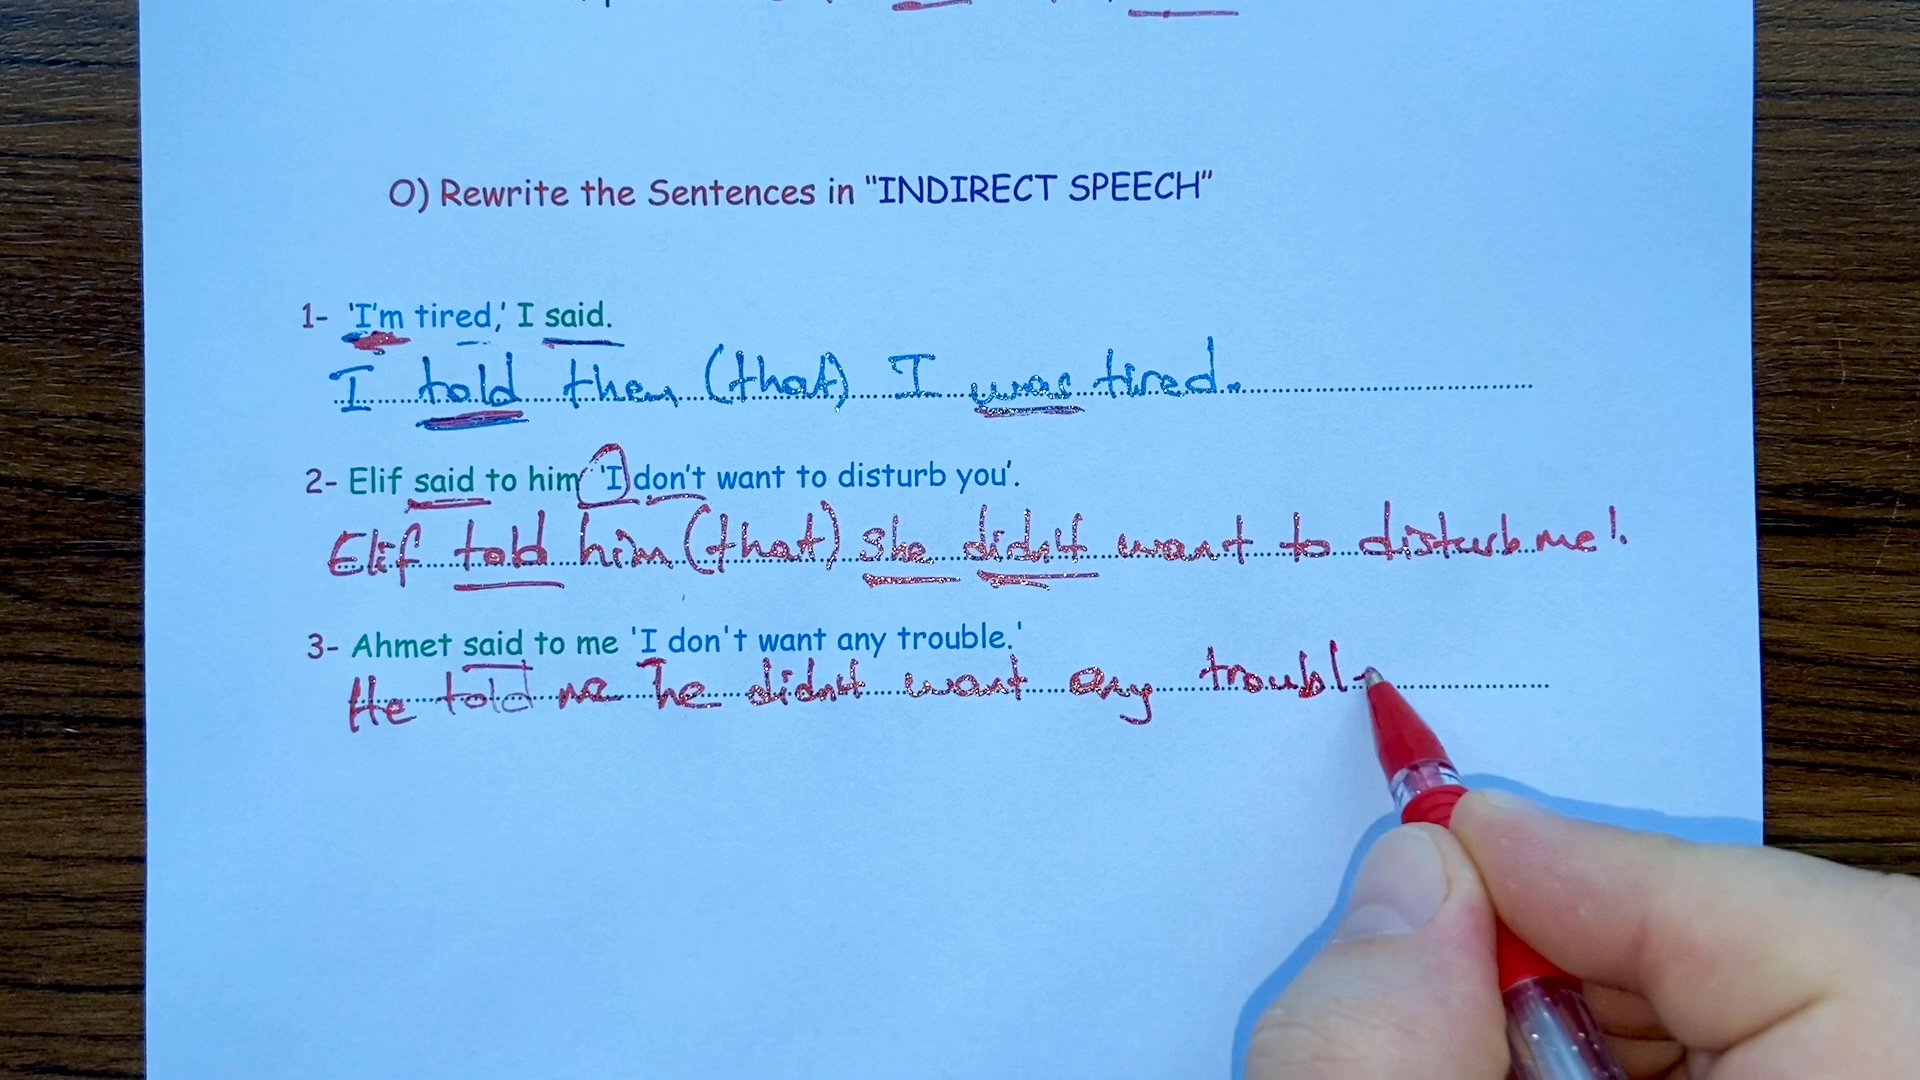 O) Rewrite the Sentences in "INDIRECT SPEECH"
1- 'I'm tired,' I said.
I told them (that) I was tired.
2- Elif said to him 'I don't want to disturb you'.
Elif told him (that) she didn't want to disturb me!.
3- Ahmet said to me 'I don't want any trouble.'
He told me he didn't want any trouble